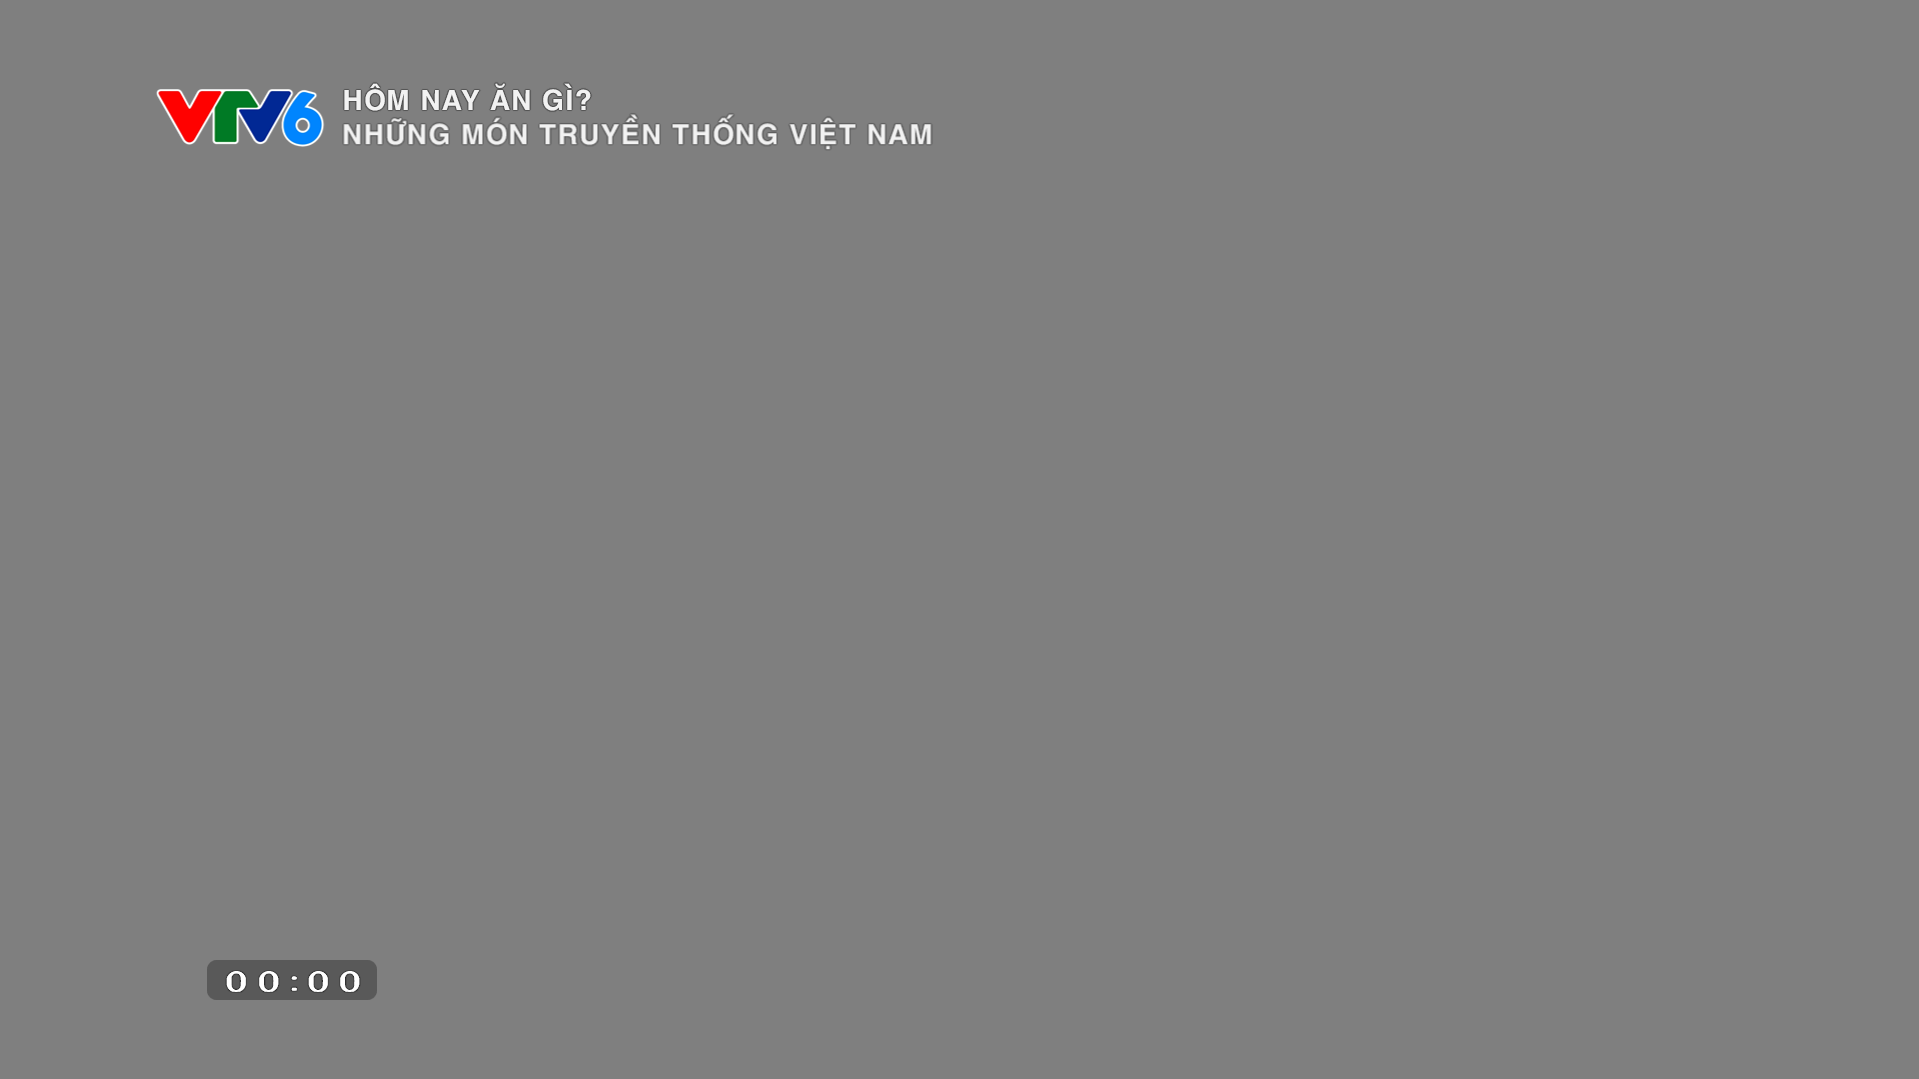 VTV6
HÔM NAY ĂN GÌ?
NHỮNG MÓN TRUYỀN THỐNG VIỆT NAM
00:00